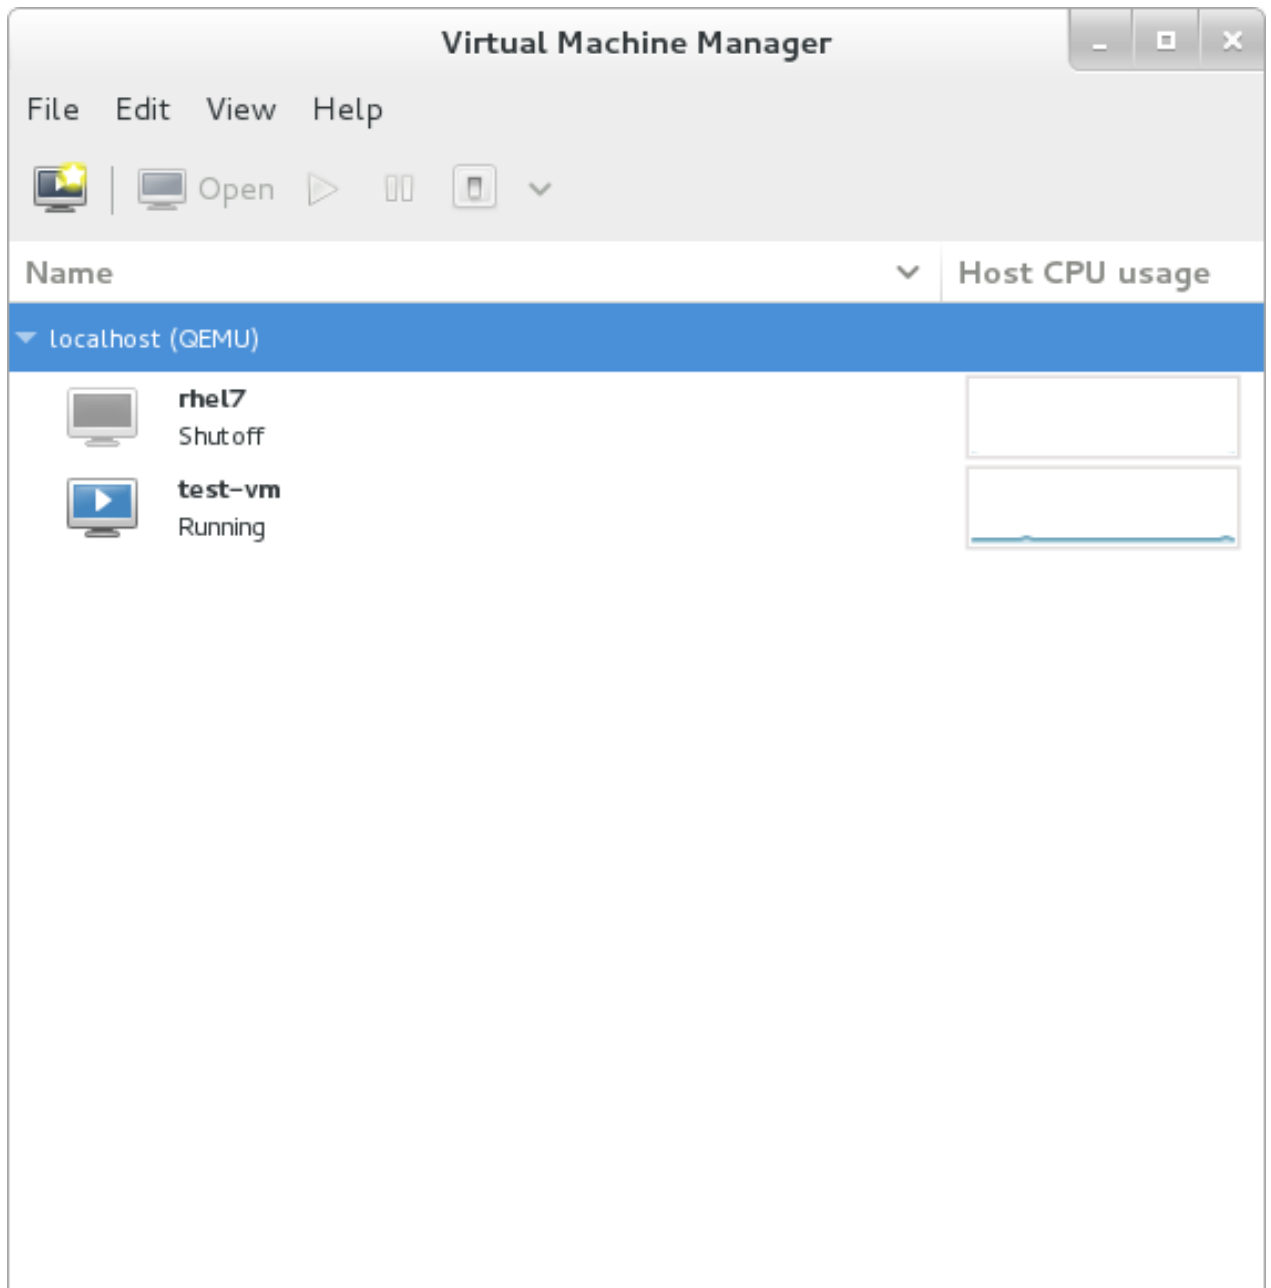 Virtual Machine Manager
File Edit View Help
Open
Name Host CPU usage
localhost (QEMU)
rhel7
Shutoff
test-vm
Running